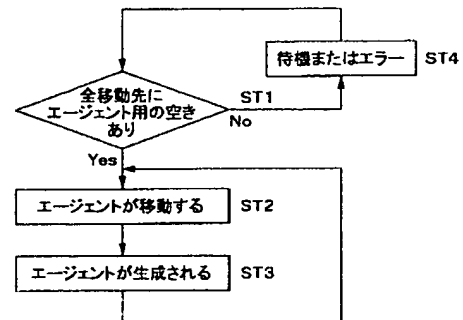 待機またはエラー ST4
全移動先に
エージェント用の空き
あり
ST1
No
Yes
エージェントが移動する ST2
エージェントが生成される ST3